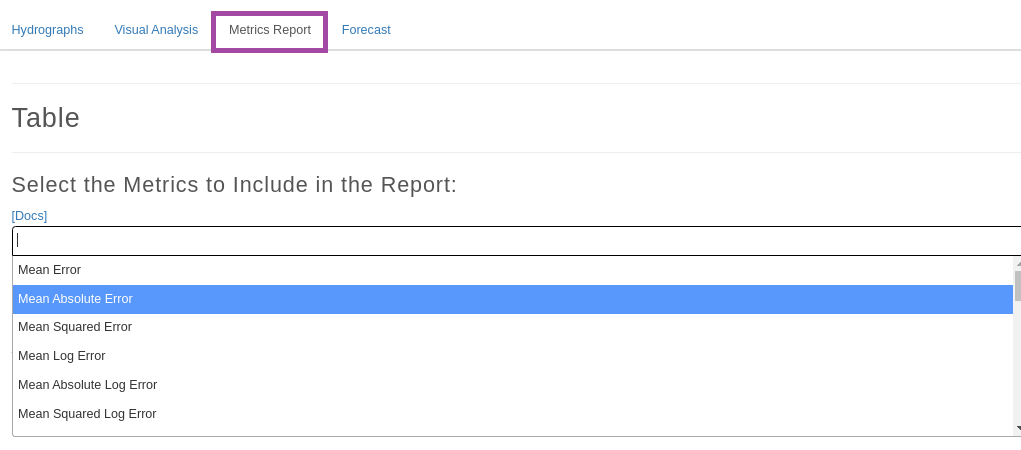 Hydrographs Visual Analysis Metrics Report Forecast
Table
Select the Metrics to Include in the Report:
[Docs]
Mean Error
Mean Absolute Error
Mean Squared Error
Mean Log Error
Mean Absolute Log Error
Mean Squared Log Error